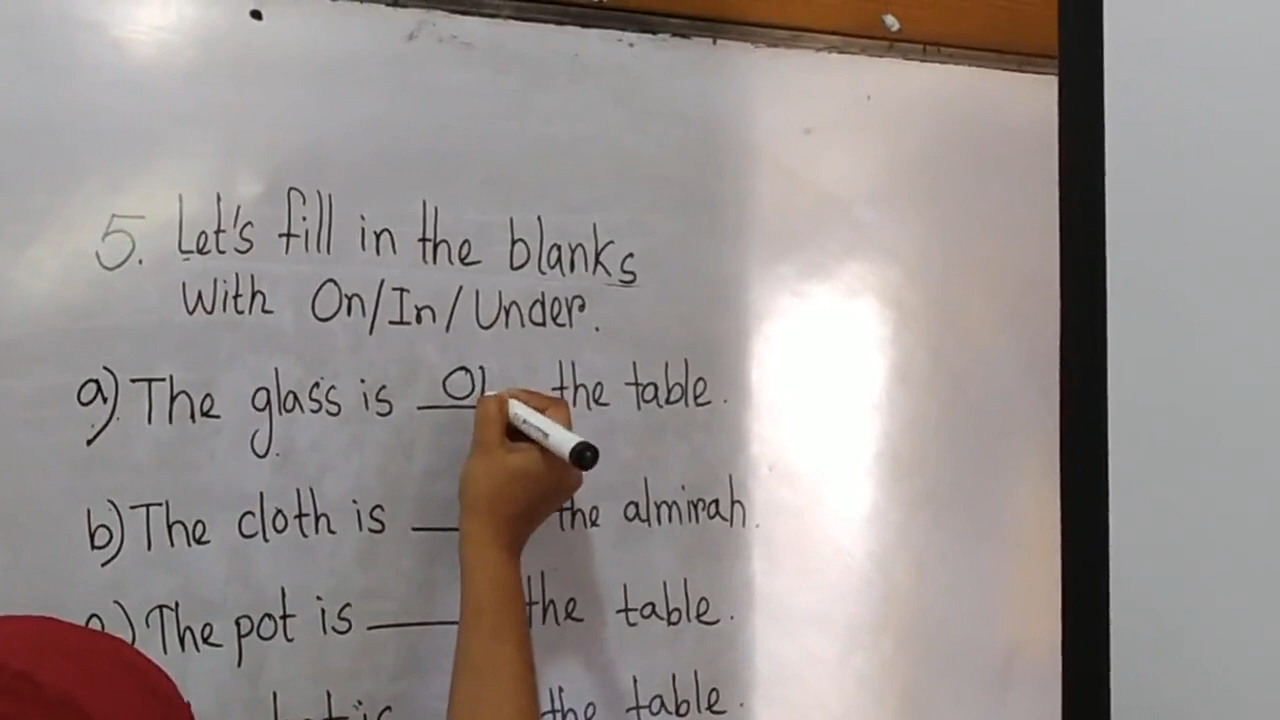 5. Let's fill in the blanks
With On/In/Under.
a) The glass is ____ the table.
b) The cloth is ____ the almirah.
The pot is ____ the table.
the table.